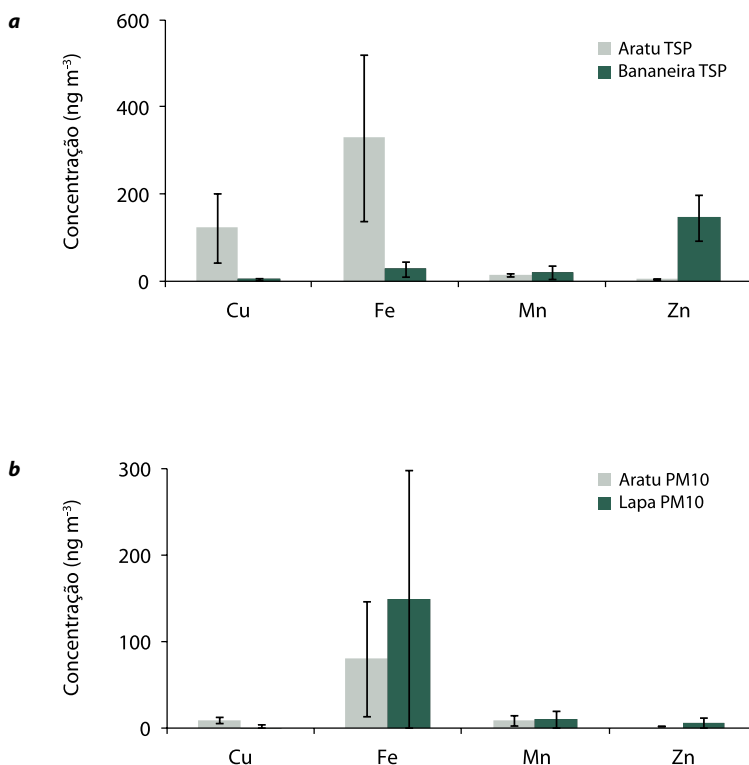 a
600
400
200
0
Concentração (ng m⁻³)
Aratu TSP
Bananeira TSP
Cu Fe Mn Zn
b
300
200
100
0
Concentração (ng m⁻³)
Aratu PM10
Lapa PM10
Cu Fe Mn Zn